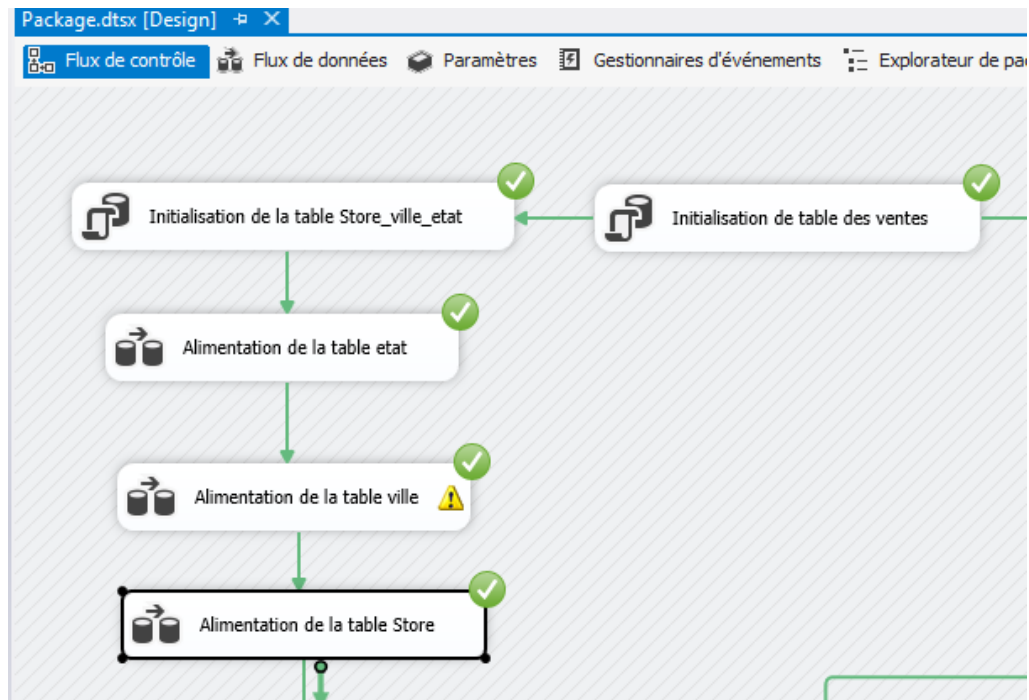 Package.dtsx [Design]
Flux de contrôle Flux de données Paramètres Gestionnaires d'événements Explorateur de
Initialisation de la table Store_ville_etat
Initialisation de table des ventes
Alimentation de la table etat
Alimentation de la table ville
Alimentation de la table Store